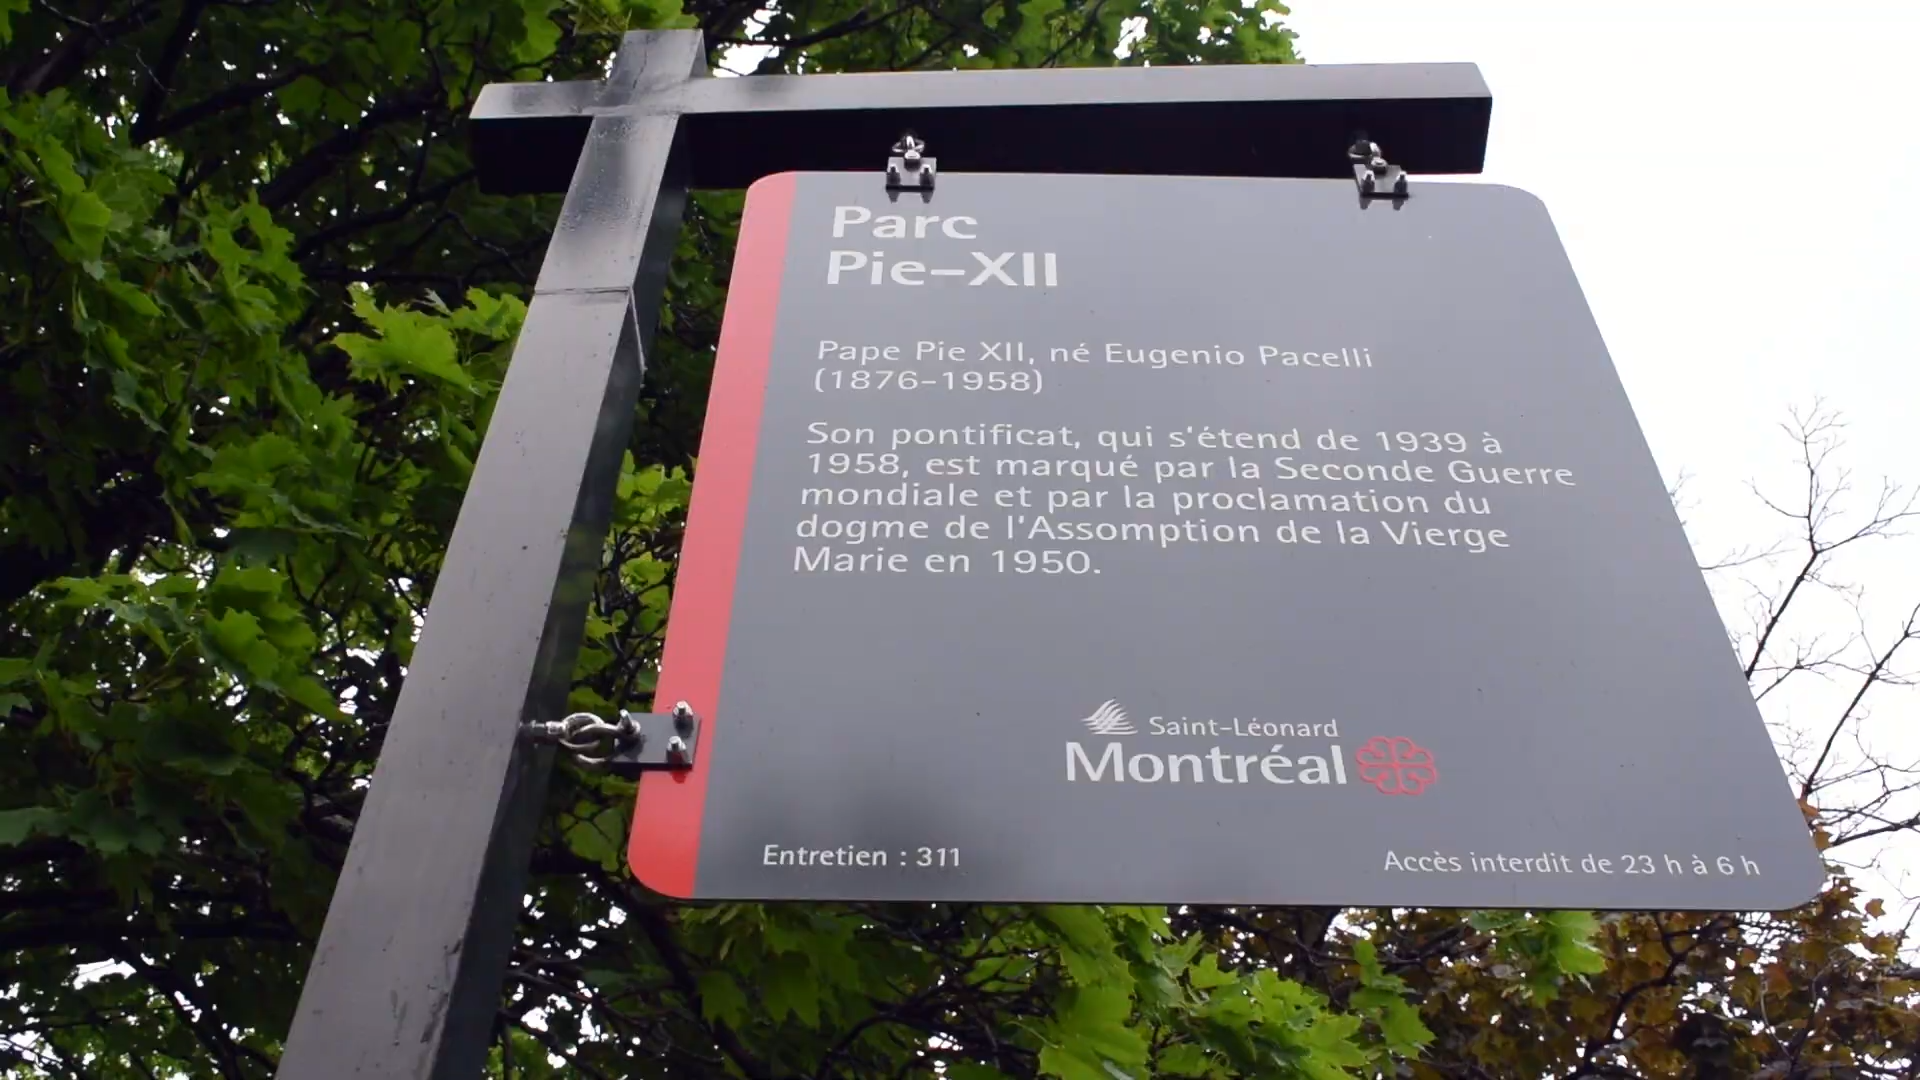 Parc
Pie-XII
Pape Pie XII, né Eugenio Pacelli
(1876-1958)
Son pontificat, qui s'étend de 1939 à
1958, est marqué par la Seconde Guerre
mondiale et par la proclamation du
dogme de l'Assomption de la Vierge
Marie en 1950.
Saint-Léonard
Montréal
Entretien : 311
Accès interdit de 23 h à 6 h